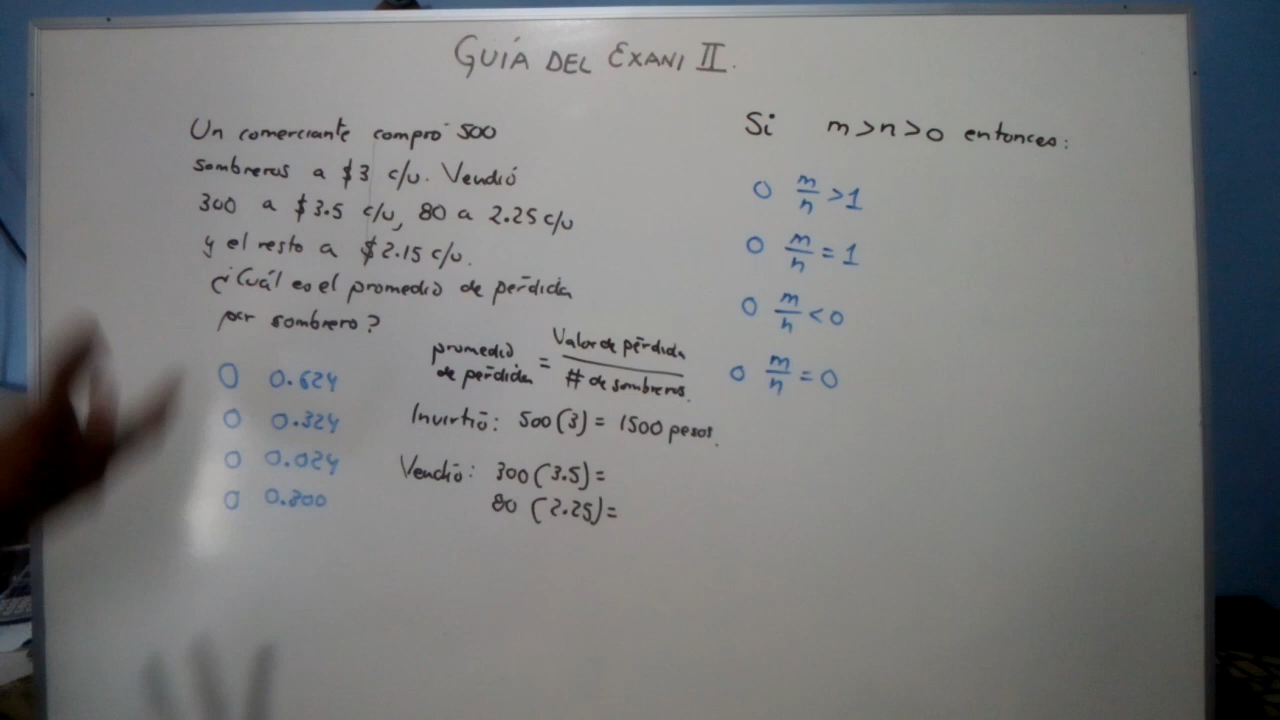 GUÍA DEL EXANI II.
Un comerciante compró 500
sombreros a $3 c/u. Vendió
300 a $3.5 c/u, 80 a 2.25 c/u
y el resto a $2.15 c/u.
¿Cuál es el promedio de pérdida
por sombrero?
0.624
0.324
0.024
0.300
promedio de pérdida = Valor de pérdida / # de sombreros.
Invirtió: 500(3) = 1500 pesos.
Vendió: 300(3.5)=
80(2.25)=
Si m>n>0 entonces:
m/n >1
m/n = 1
m/n <0
m/n =0